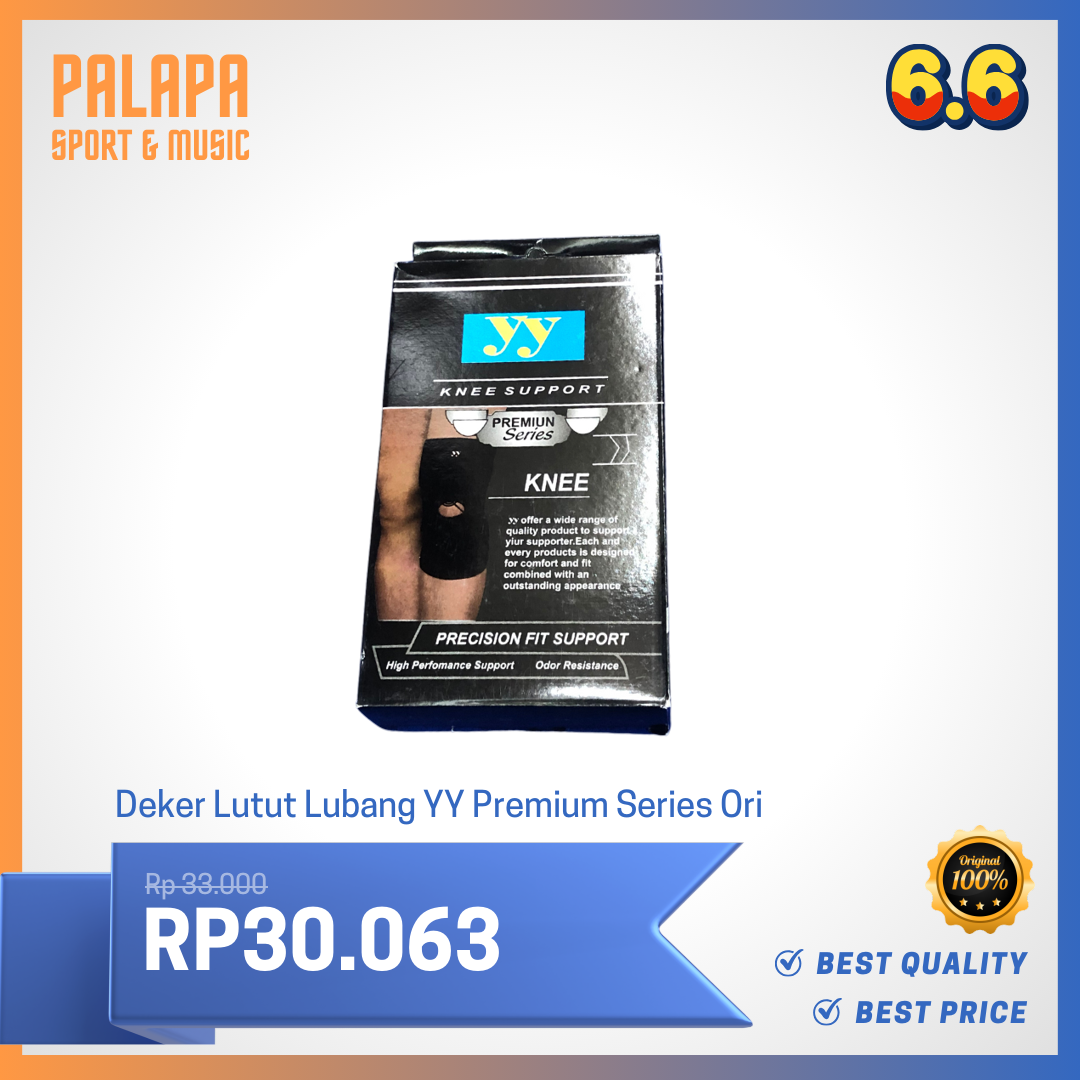 PALAPA
SPORT & MUSIC
6.6
yy
KNEE SUPPORT
PREMIUN
Series
yy
KNEE
yy offer a wide range of
quality product to support
yiur supporter.Each and
every products is designed
for comfort and fit
combined with an
outstanding appearance
PRECISION FIT SUPPORT
High Perfomance Support Odor Resistance
Deker Lutut Lubang YY Premium Series Ori
Rp 33.000
RP30.063
Original
100%
BEST QUALITY
BEST PRICE